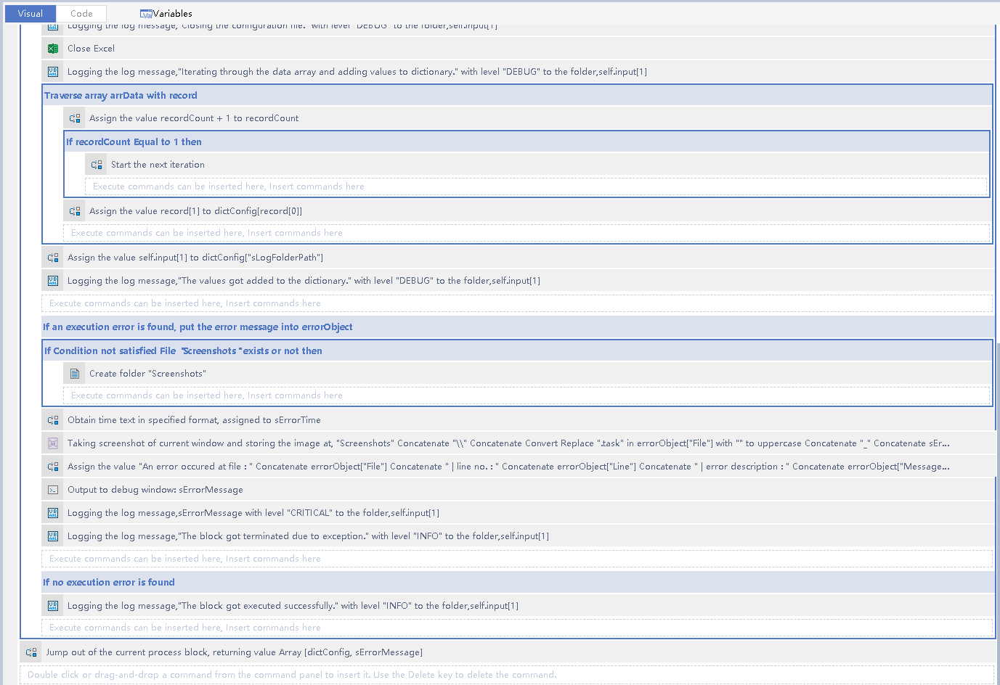 Visual
Code
Variables
Logging the log message,"Closing the configuration file." with level "DEBUG" to the folder,self.input[1]
Close Excel
Logging the log message,"Iterating through the data array and adding values to dictionary." with level "DEBUG" to the folder,self.input[1]
Traverse array arrData with record
Assign the value recordCount + 1 to recordCount
If recordCount Equal to 1 then
Start the next iteration
Execute commands can be inserted here, Insert commands here
Assign the value record[1] to dictConfig[record[0]]
Execute commands can be inserted here, Insert commands here
Assign the value self.input[1] to dictConfig["sLogFolderPath"]
Logging the log message,"The values got added to the dictionary." with level "DEBUG" to the folder,self.input[1]
Execute commands can be inserted here, Insert commands here
If an execution error is found, put the error message into errorObject
If Condition not satisfied File "Screenshots "exists or not then
Create folder "Screenshots"
Execute commands can be inserted here, Insert commands here
Obtain time text in specified format, assigned to sErrorTime
Taking screenshot of current window and storing the image at, "Screenshots" Concatenate "\\" Concatenate Convert Replace ".task" in errorObject["File"] with "" to uppercase Concatenate "_" Concatenate sEr...
Assign the value "An error occured at file : " Concatenate errorObject["File"] Concatenate " | line no. : " Concatenate errorObject["Line"] Concatenate " | error description : " Concatenate errorObject["Message...
Output to debug window: sErrorMessage
Logging the log message,sErrorMessage with level "CRITICAL" to the folder,self.input[1]
Logging the log message,"The block got terminated due to exception." with level "INFO" to the folder,self.input[1]
Execute commands can be inserted here, Insert commands here
If no execution error is found
Logging the log message,"The block got executed successfully." with level "INFO" to the folder,self.input[1]
Execute commands can be inserted here, Insert commands here
Jump out of the current process block, returning value Array [dictConfig, sErrorMessage]
Double click or drag-and-drop a command from the command panel to insert it. Use the Delete key to delete the command.